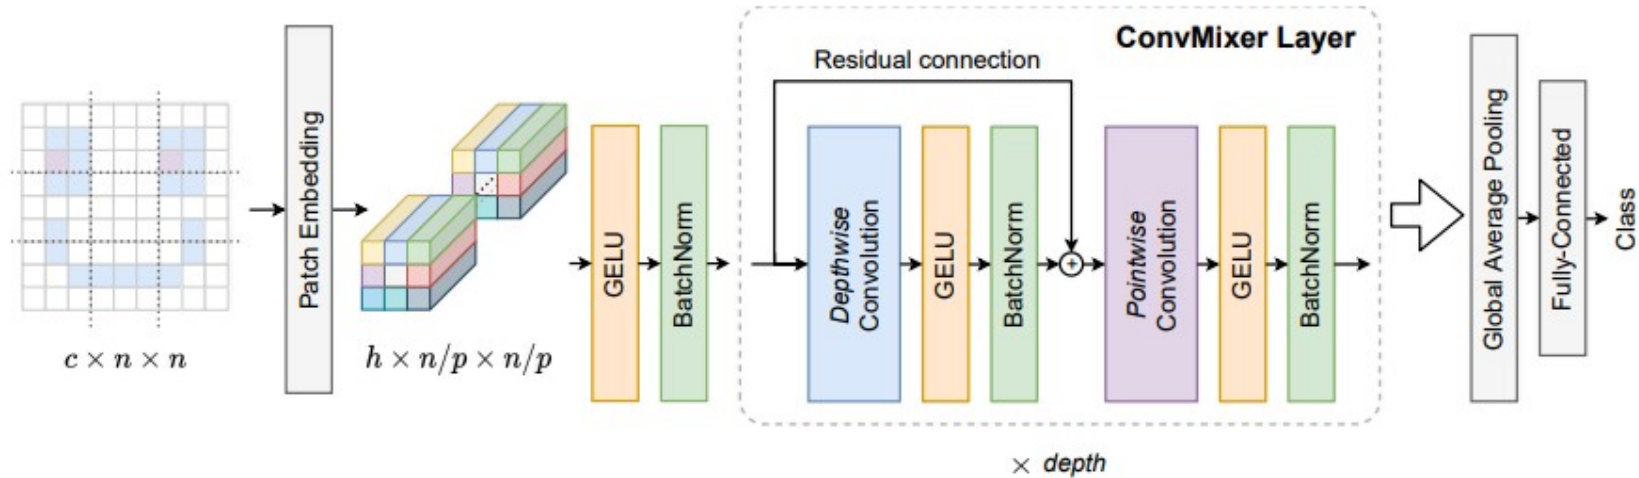 ConvMixer Layer
Residual connection
c × n × n
Patch Embedding
h × n/p × n/p
GELU
BatchNorm
Depthwise
Convolution
GELU
BatchNorm
+
Pointwise
Convolution
GELU
BatchNorm
× depth
Global Average Pooling
Fully-Connected
Class